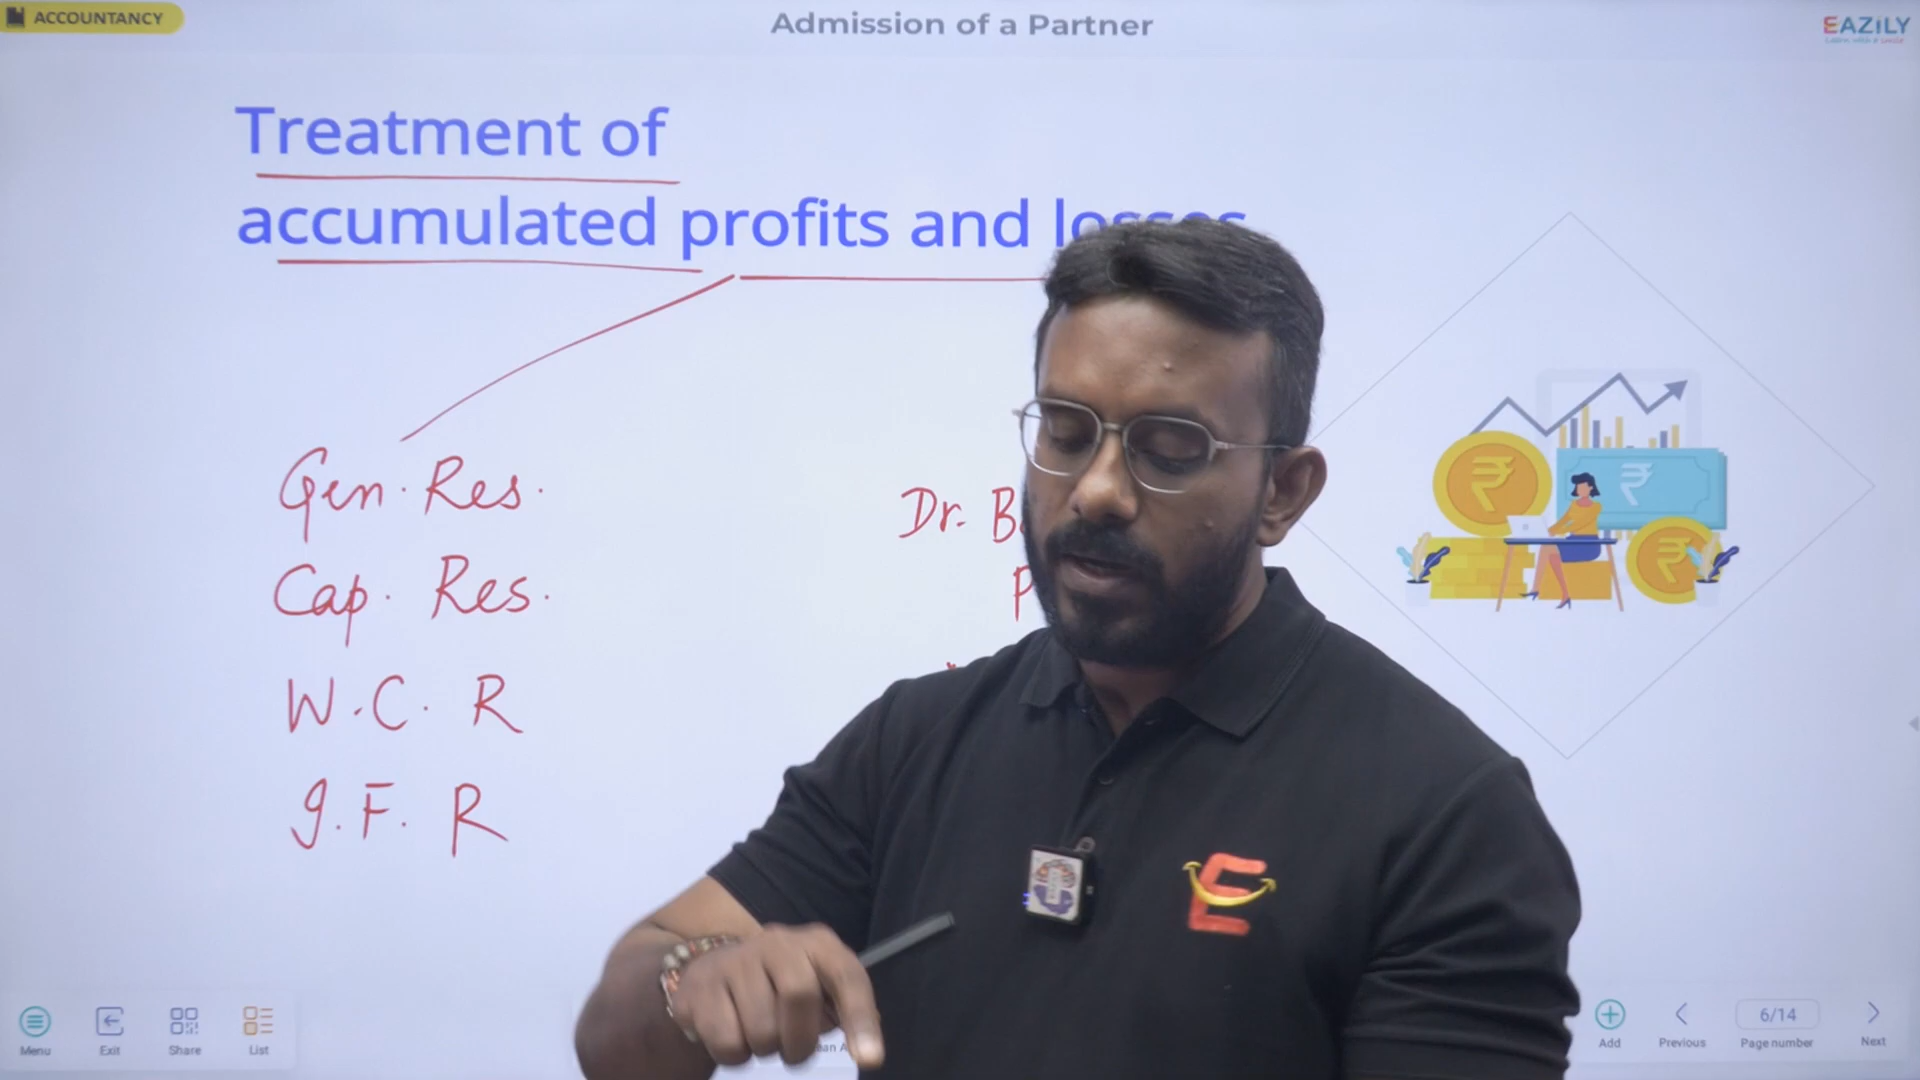 ACCOUNTANCY
Admission of a Partner
EAZILY
Treatment of
accumulated profits and losses
Gen. Res.
Cap. Res.
W.C. R
I.F. R
Dr.
Menu
Exit
Share
List
Add
Previous
6/14
Page number
Next